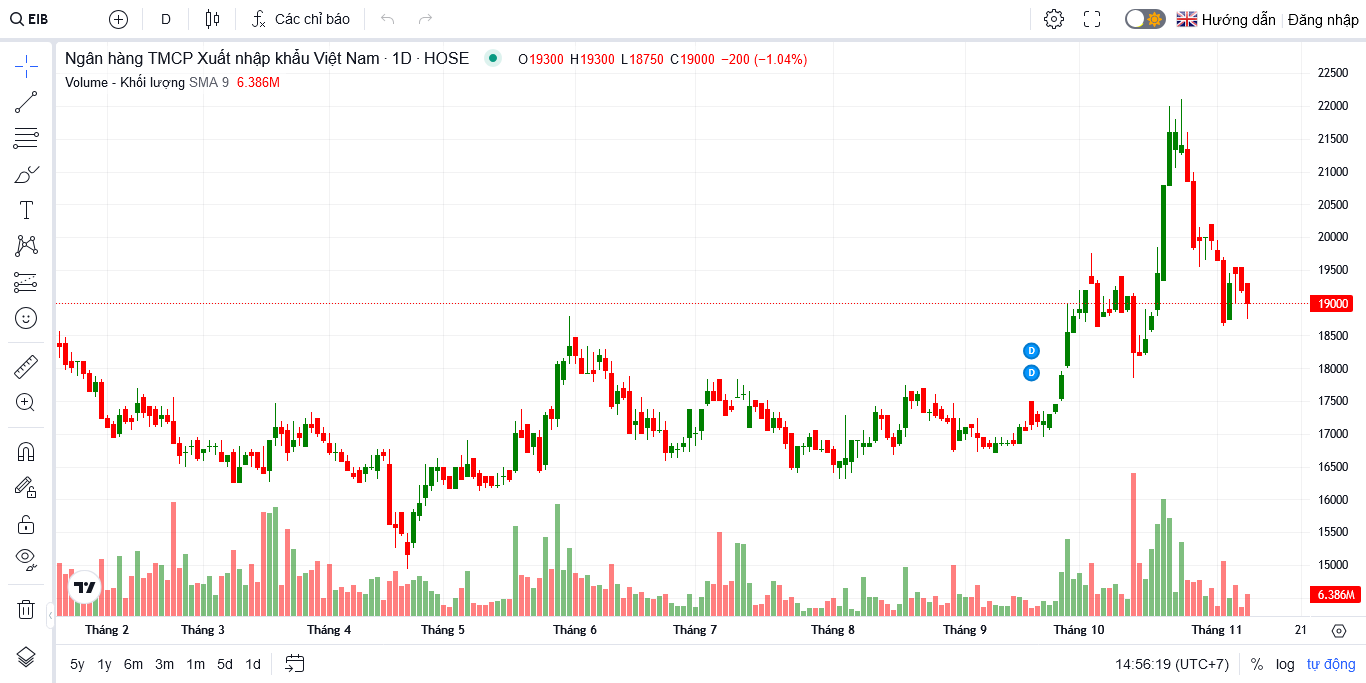 EIB D Các chỉ báo Hướng dẫn Đăng nhập
Ngân hàng TMCP Xuất nhập khẩu Việt Nam · 1D · HOSE O19300 H19300 L18750 C19000 −200 (−1.04%)
Volume - Khối lượng SMA 9 6.386M
22500
22000
21500
21000
20500
20000
19500
19000
18500
18000
17500
17000
16500
16000
15500
15000
6.386M
D
D
Tháng 2 Tháng 3 Tháng 4 Tháng 5 Tháng 6 Tháng 7 Tháng 8 Tháng 9 Tháng 10 Tháng 11 21
5y 1y 6m 3m 1m 5d 1d 14:56:19 (UTC+7) % log tự động